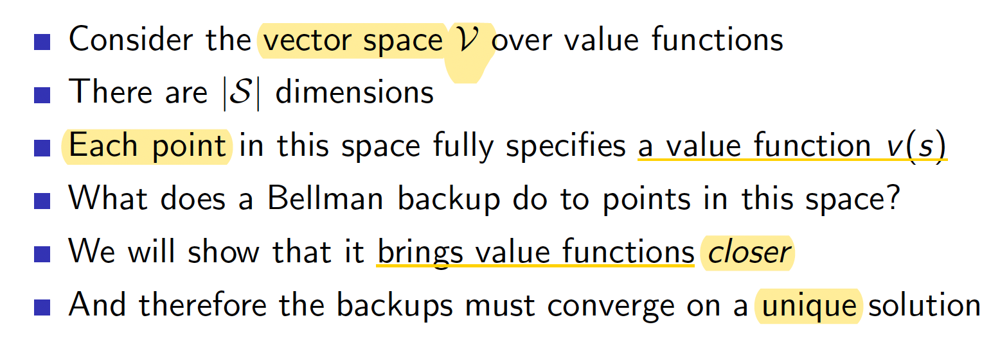 Consider the vector space 𝒱 over value functions
There are |𝒮| dimensions
Each point in this space fully specifies a value function v(s)
What does a Bellman backup do to points in this space?
We will show that it brings value functions closer
And therefore the backups must converge on a unique solution